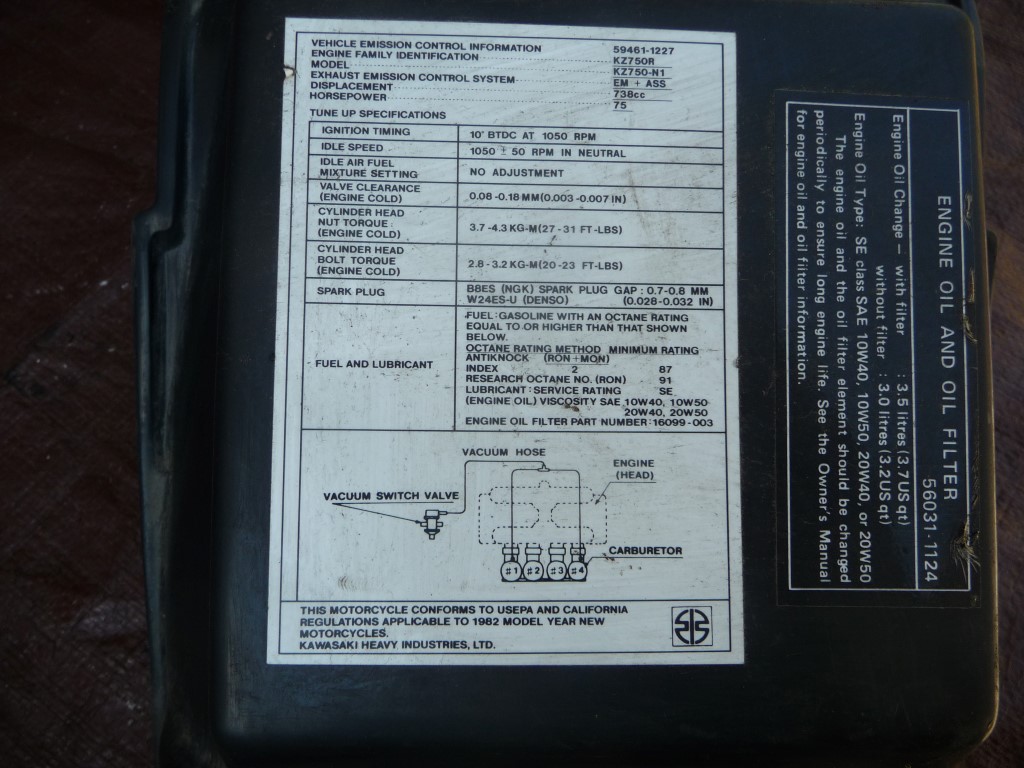 VEHICLE EMISSION CONTROL INFORMATION 59461-1227
ENGINE FAMILY IDENTIFICATION KZ750R
MODEL KZ750-N1
EXHAUST EMISSION CONTROL SYSTEM EM + ASS
DISPLACEMENT 738cc
HORSEPOWER 75
TUNE UP SPECIFICATIONS
IGNITION TIMING 10° BTDC AT 1050 RPM
IDLE SPEED 1050 ± 50 RPM IN NEUTRAL
IDLE AIR FUEL
MIXTURE SETTING NO ADJUSTMENT
VALVE CLEARANCE
(ENGINE COLD) 0.08-0.18 MM(0.003-0.007 IN)
CYLINDER HEAD
NUT TORQUE
(ENGINE COLD) 3.7-4.3 KG-M(27-31 FT-LBS)
CYLINDER HEAD
BOLT TORQUE
(ENGINE COLD) 2.8-3.2 KG-M(20-23 FT-LBS)
SPARK PLUG B8ES (NGK) SPARK PLUG GAP : 0.7-0.8 MM
W24ES-U (DENSO) (0.028-0.032 IN)
FUEL AND LUBRICANT
FUEL : GASOLINE WITH AN OCTANE RATING
EQUAL TO OR HIGHER THAN THAT SHOWN
BELOW.
OCTANE RATING METHOD MINIMUM RATING
ANTIKNOCK (RON+MON)
INDEX 2 87
RESEARCH OCTANE NO. (RON) 91
LUBRICANT : SERVICE RATING SE
(ENGINE OIL) VISCOSITY SAE 10W40, 10W50
20W40, 20W50
ENGINE OIL FILTER PART NUMBER : 16099-003
VACUUM HOSE
ENGINE
(HEAD)
VACUUM SWITCH VALVE
CARBURETOR
#1 #2 #3 #4
THIS MOTORCYCLE CONFORMS TO USEPA AND CALIFORNIA
REGULATIONS APPLICABLE TO 1982 MODEL YEAR NEW
MOTORCYCLES.
KAWASAKI HEAVY INDUSTRIES, LTD.
ENGINE OIL AND OIL FILTER 56031-1124
Engine Oil Change — with filter : 3.5 litres (3.7 US qt)
without filter : 3.0 litres (3.2 US qt)
Engine Oil Type: SE class SAE 10W40, 10W50, 20W40, or 20W50
The engine oil and the oil filter element should be changed
periodically to ensure long engine life. See the Owner's Manual
for engine oil and oil filter information.